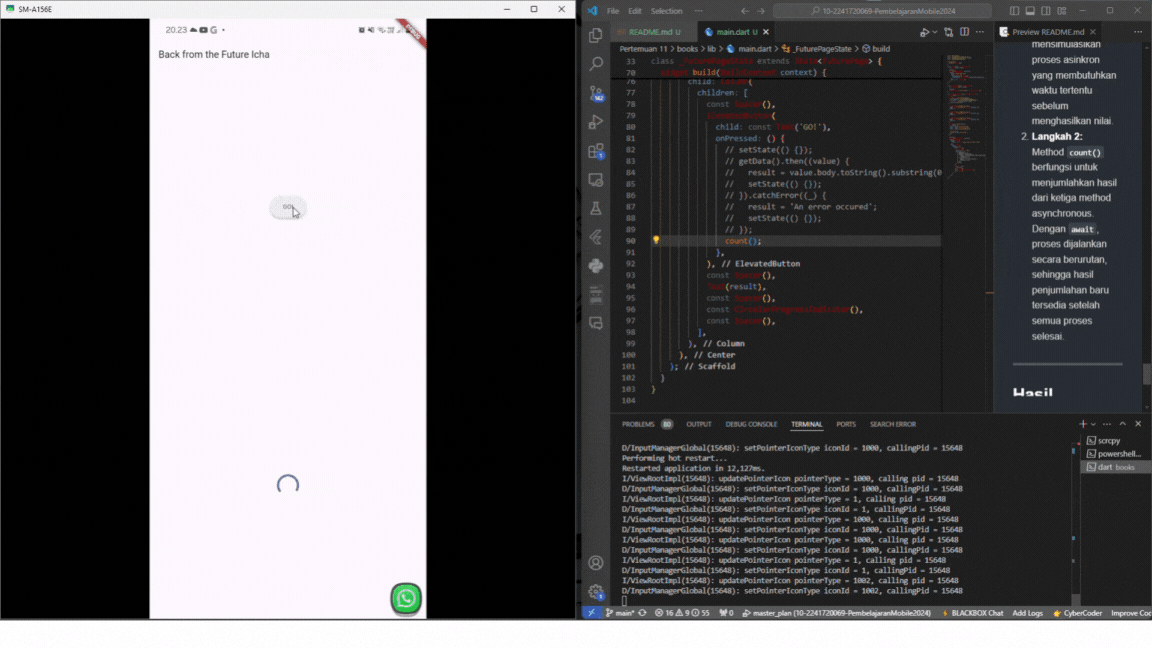 SM-A156E
20.23
DEBUG
Back from the Future Icha
GO!
File Edit Selection ...
10-2241720069-PembelajaranMobile2024
README.md U
main.dart U
Preview README.md
Pertemuan 11 > books > lib > main.dart > _FuturePageState > build
33 class _FuturePageState extends State<FuturePage> {
70 Widget build(BuildContext context) {
76 child: Column(
77 children: [
78 const Spacer(),
79 ElevatedButton(
80 child: const Text('GO!'),
81 onPressed: () {
82 // setState(() {});
83 // getData().then((value) {
84 // result = value.body.toString().substring(0
85 // setState(() {});
86 // }).catchError((_) {
87 // result = 'An error occured';
88 // setState(() {});
89 // });
90 count();
91 },
92 ), // ElevatedButton
93 const Spacer(),
94 Text(result),
95 const Spacer(),
96 const CircularProgressIndicator(),
97 const Spacer(),
98 ],
99 ), // Column
100 ), // Center
101 ); // Scaffold
102 }
103 }
104
mensimulasikan
proses asinkron
yang membutuhkan
waktu tertentu
sebelum
menghasilkan nilai.
2. Langkah 2:
Method count()
berfungsi untuk
menjumlahkan hasil
dari ketiga method
asynchronous.
Dengan await,
proses dijalankan
secara berurutan,
sehingga hasil
penjumlahan baru
tersedia setelah
semua proses
selesai.
Hasil
PROBLEMS 80 OUTPUT DEBUG CONSOLE TERMINAL PORTS SEARCH ERROR
D/InputManagerGlobal(15648): setPointerIconType iconId = 1000, callingPid = 15648
Performing hot restart...
Restarted application in 12,127ms.
I/ViewRootImpl(15648): updatePointerIcon pointerType = 1000, calling pid = 15648
D/InputManagerGlobal(15648): setPointerIconType iconId = 1000, callingPid = 15648
I/ViewRootImpl(15648): updatePointerIcon pointerType = 1, calling pid = 15648
D/InputManagerGlobal(15648): setPointerIconType iconId = 1, callingPid = 15648
I/ViewRootImpl(15648): updatePointerIcon pointerType = 1000, calling pid = 15648
D/InputManagerGlobal(15648): setPointerIconType iconId = 1000, callingPid = 15648
I/ViewRootImpl(15648): updatePointerIcon pointerType = 1000, calling pid = 15648
D/InputManagerGlobal(15648): setPointerIconType iconId = 1000, callingPid = 15648
I/ViewRootImpl(15648): updatePointerIcon pointerType = 1, calling pid = 15648
D/InputManagerGlobal(15648): setPointerIconType iconId = 1, callingPid = 15648
I/ViewRootImpl(15648): updatePointerIcon pointerType = 1002, calling pid = 15648
D/InputManagerGlobal(15648): setPointerIconType iconId = 1002, callingPid = 15648
scrcpy
powershell...
dart books
main* 16 9 55 0 master_plan (10-2241720069-PembelajaranMobile2024) BLACKBOX Chat Add Logs CyberCoder Improve Co